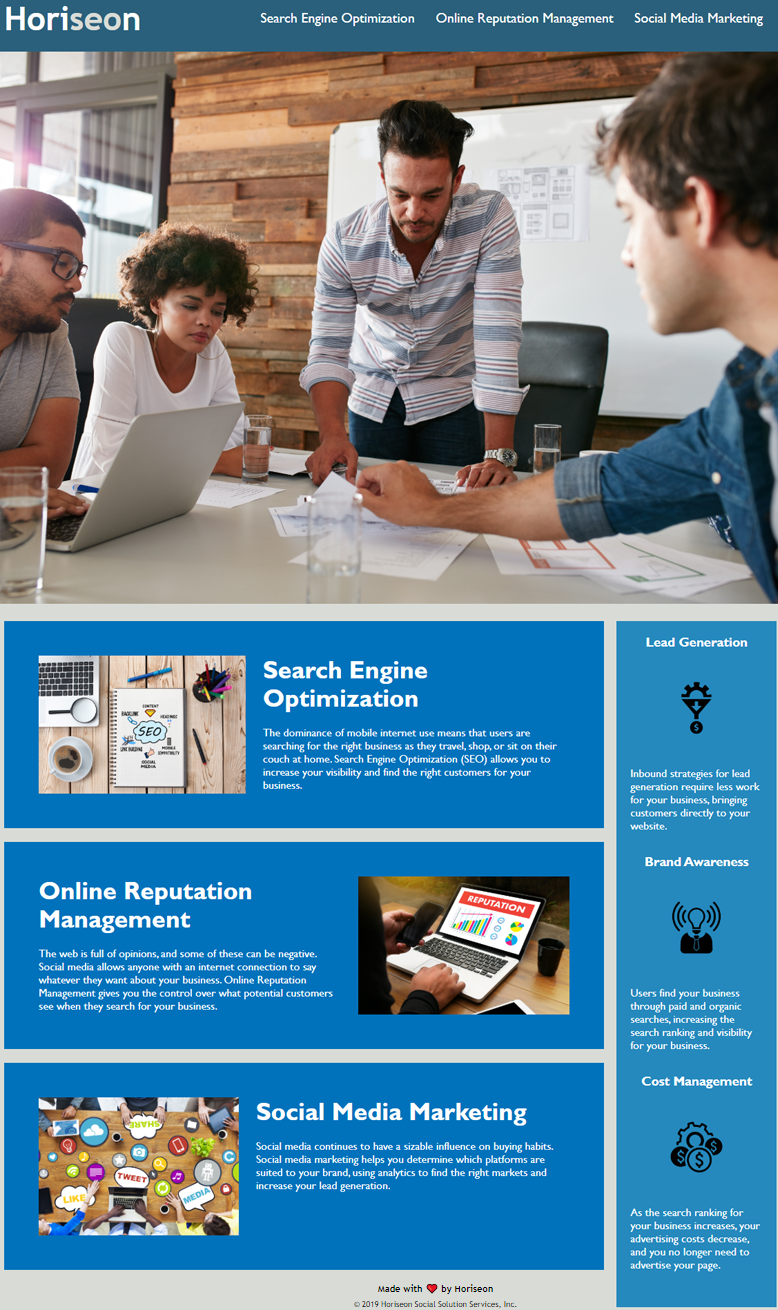 Horiseon
Search Engine Optimization
Online Reputation Management
Social Media Marketing
Search Engine
Optimization
The dominance of mobile internet use means that users are
searching for the right business as they travel, shop, or sit on their
couch at home. Search Engine Optimization (SEO) allows you to
increase your visibility and find the right customers for your
business.
CONTENT
BACKLINK
KEYWORDS
SEO
LINK BUILDING
MOBILE
COMPATIBILITY
SOCIAL
MEDIA
Online Reputation
Management
The web is full of opinions, and some of these can be negative.
Social media allows anyone with an internet connection to say
whatever they want about your business. Online Reputation
Management gives you the control over what potential customers
see when they search for your business.
REPUTATION
Social Media Marketing
Social media continues to have a sizable influence on buying habits.
Social media marketing helps you determine which platforms are
suited to your brand, using analytics to find the right markets and
increase your lead generation.
SHARE
TWEET
LIKE
MEDIA
Lead Generation
$
Inbound strategies for lead
generation require less work
for your business, bringing
customers directly to your
website.
Brand Awareness
Users find your business
through paid and organic
searches, increasing the
search ranking and visibility
for your business.
Cost Management
$ $ $
As the search ranking for
your business increases, your
advertising costs decrease,
and you no longer need to
advertise your page.
Made with ❤️ by Horiseon
© 2019 Horiseon Social Solution Services, Inc.